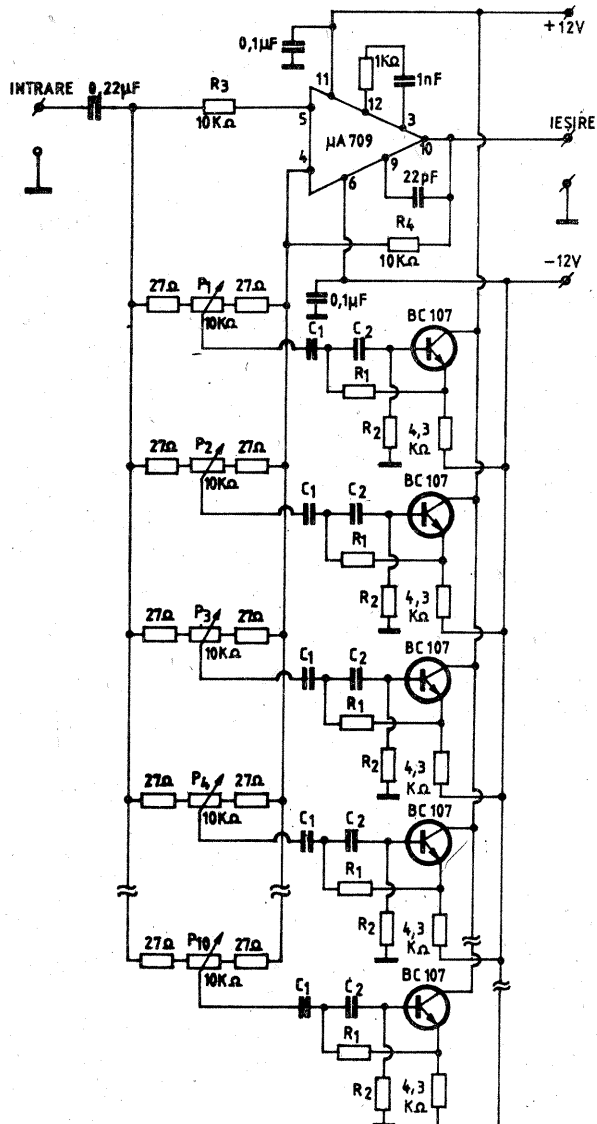 +12V
0,1µF
1KΩ
1nF
11
12
3
INTRARE
0,22µF
R3
10KΩ
5
µA 709
10
IEȘIRE
4
6
9
22pF
R4
10KΩ
-12V
0,1µF
27Ω
P1
27Ω
10KΩ
C1
C2
BC 107
R1
R2
4,3
KΩ
27Ω
P2
27Ω
10KΩ
C1
C2
BC 107
R1
R2
4,3
KΩ
27Ω
P3
27Ω
10KΩ
C1
C2
BC 107
R1
R2
4,3
KΩ
27Ω
P4
27Ω
10KΩ
C1
C2
BC 107
R1
R2
4,3
KΩ
27Ω
P10
27Ω
10KΩ
C1
C2
BC 107
R1
R2
4,3
KΩ